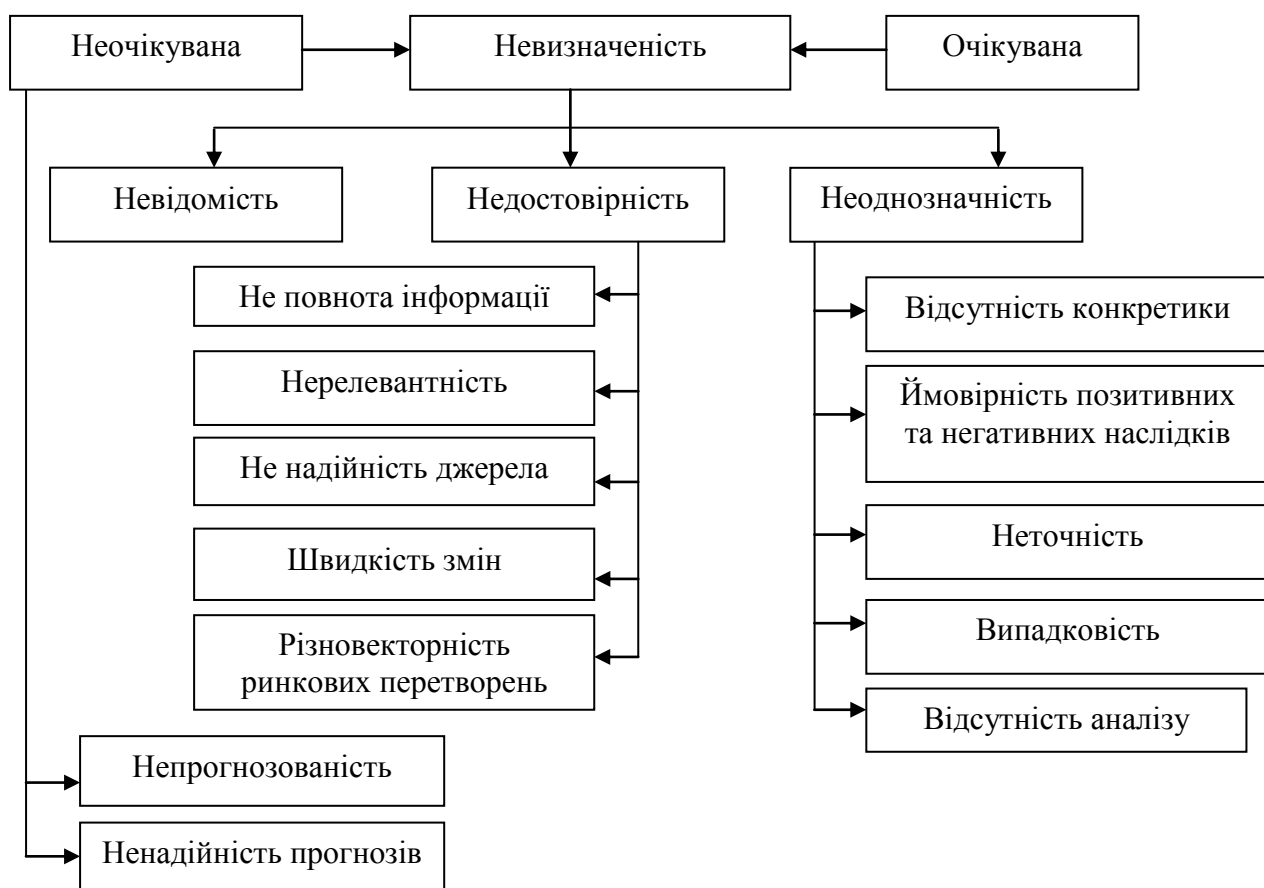 Неочікувана
Невизначеність
Очікувана
Невідомість
Недостовірність
Неоднозначність
Не повнота інформації
Нерелевантність
Не надійність джерела
Швидкість змін
Різновекторність
ринкових перетворень
Відсутність конкретики
Ймовірність позитивних
та негативних наслідків
Неточність
Випадковість
Відсутність аналізу
Непрогнозованість
Ненадійність прогнозів